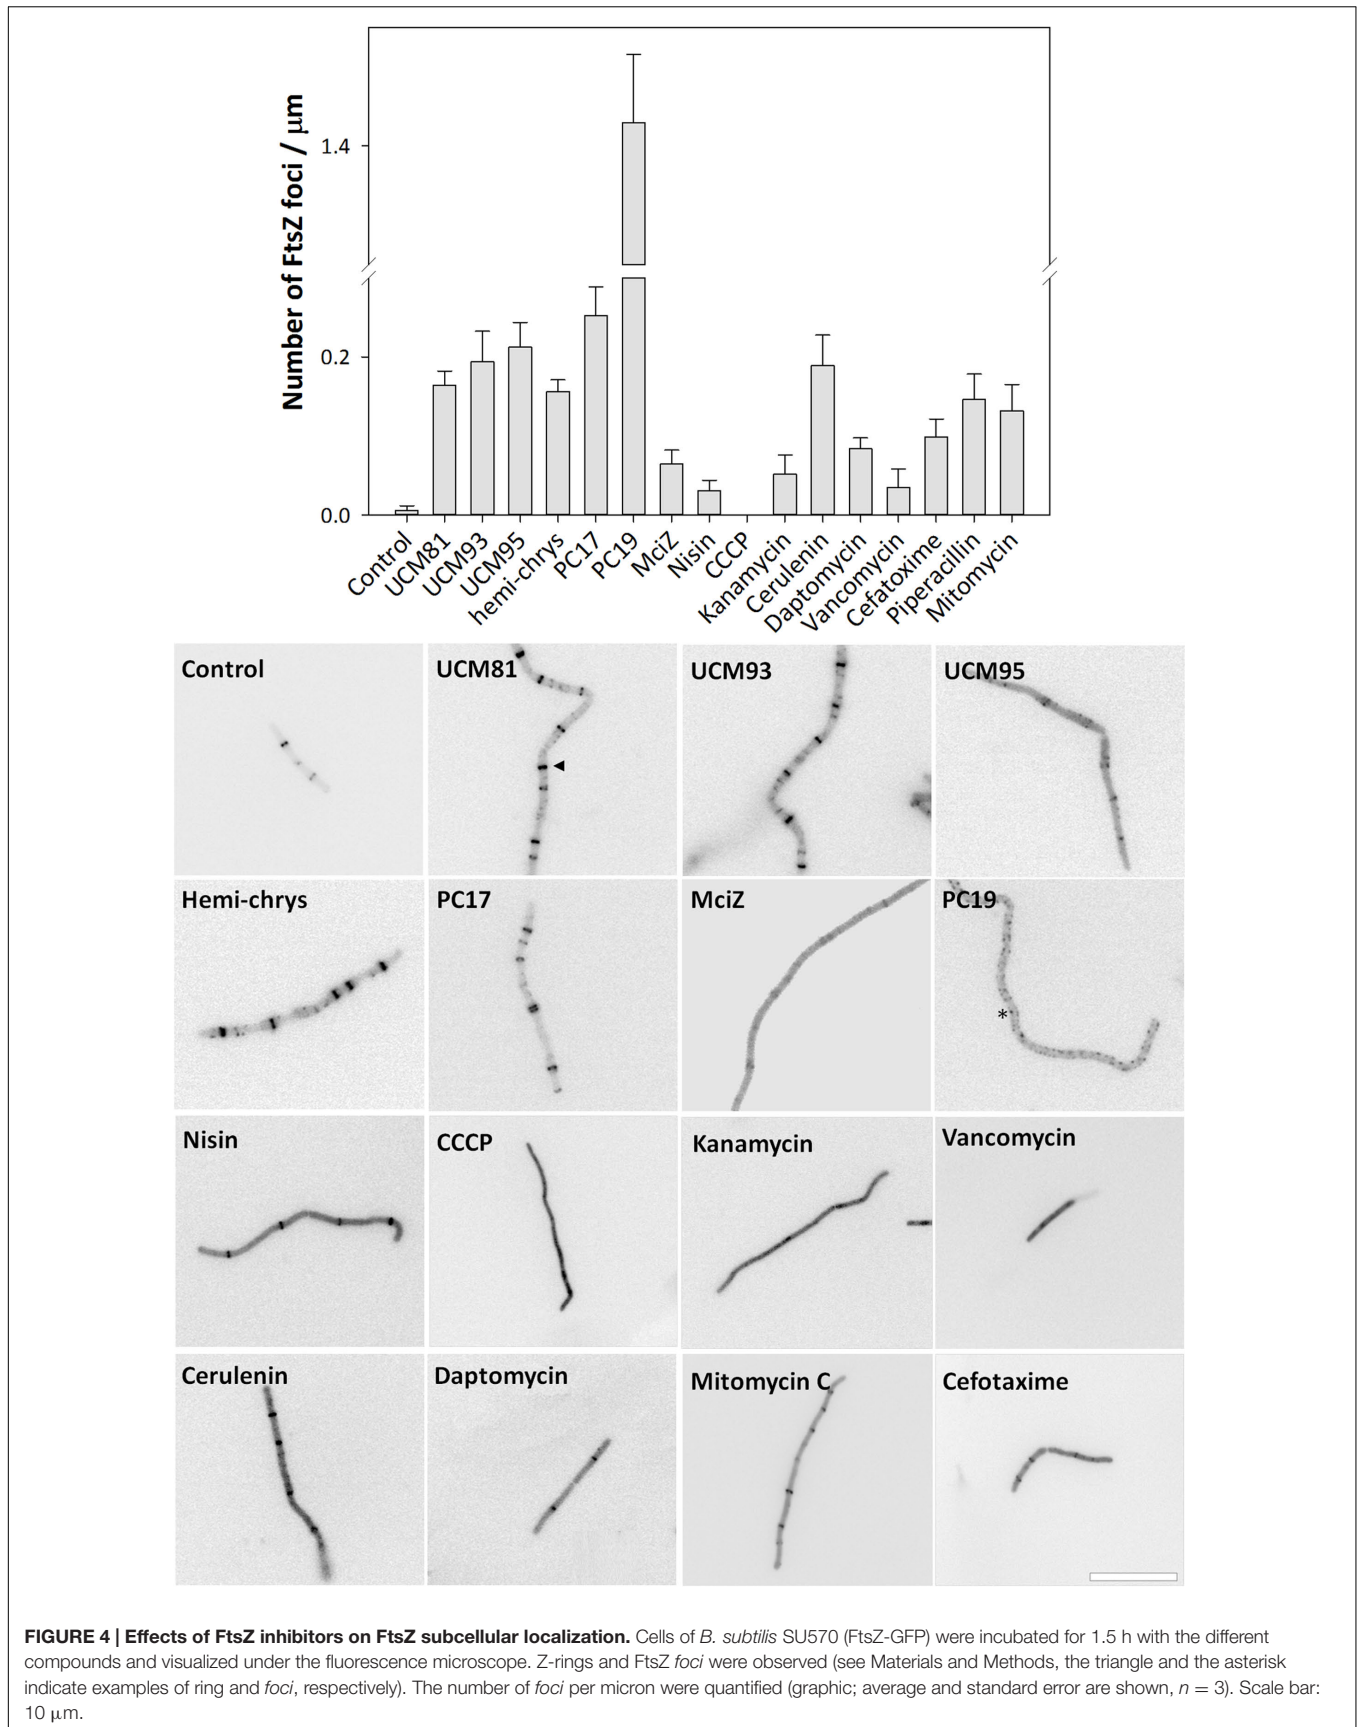 Number of FtsZ foci / μm
1.4
0.2
0.0
Control
UCM81
UCM93
UCM95
hemi-chrys
PC17
PC19
MciZ
Nisin
CCCP
Kanamycin
Cerulenin
Daptomycin
Vancomycin
Cefatoxime
Piperacillin
Mitomycin
Control
UCM81
UCM93
UCM95
Hemi-chrys
PC17
MciZ
PC19
*
Nisin
CCCP
Kanamycin
Vancomycin
Cerulenin
Daptomycin
Mitomycin C
Cefotaxime
FIGURE 4 | Effects of FtsZ inhibitors on FtsZ subcellular localization. Cells of B. subtilis SU570 (FtsZ-GFP) were incubated for 1.5 h with the different
compounds and visualized under the fluorescence microscope. Z-rings and FtsZ foci were observed (see Materials and Methods, the triangle and the asterisk
indicate examples of ring and foci, respectively). The number of foci per micron were quantified (graphic; average and standard error are shown, n = 3). Scale bar:
10 μm.